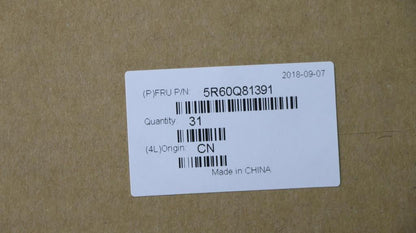 2018-09-07
(P)FRU P/N: 5R60Q81391
Quantity: 31
(4L)Origin: CN
Made in CHINA